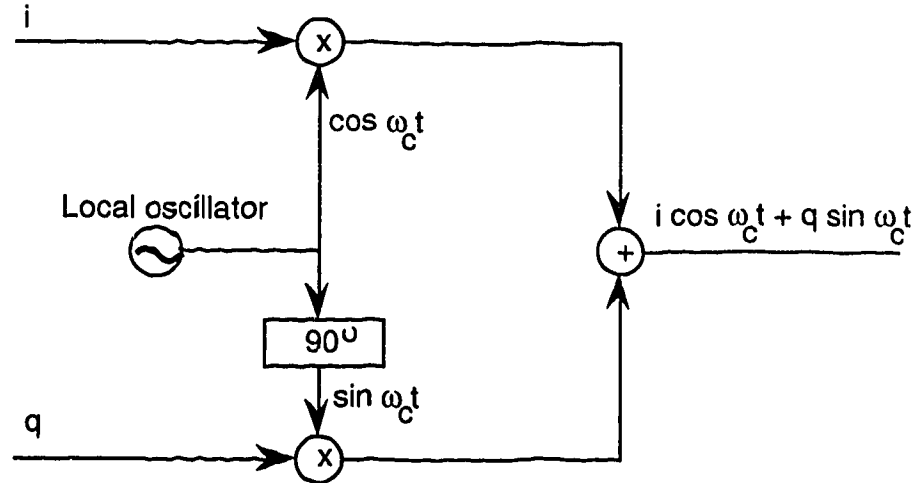 i
x
cos ω_c t
Local oscillator
i cos ω_c t + q sin ω_c t
+
90°
sin ω_c t
q
x